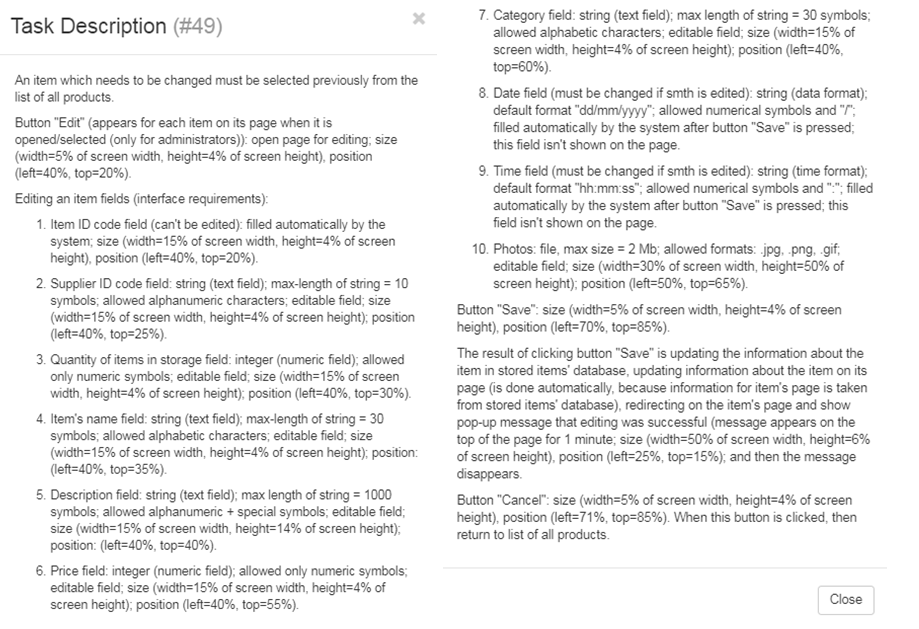 Task Description (#49)
×
An item which needs to be changed must be selected previously from the
list of all products.
Button "Edit" (appears for each item on its page when it is
opened/selected (only for administrators)): open page for editing; size
(width=5% of screen width, height=4% of screen height), position
(left=40%, top=20%).
Editing an item fields (interface requirements):
1. Item ID code field (can't be edited): filled automatically by the
system; size (width=15% of screen width, height=4% of screen
height), position (left=40%, top=20%).
2. Supplier ID code field: string (text field); max-length of string = 10
symbols; allowed alphanumeric characters; editable field; size
(width=15% of screen width, height=4% of screen height); position
(left=40%, top=25%).
3. Quantity of items in storage field: integer (numeric field); allowed
only numeric symbols; editable field; size (width=15% of screen
width, height=4% of screen height); position (left=40%, top=30%).
4. Item's name field: string (text field); max-length of string = 30
symbols; allowed alphabetic characters; editable field; size
(width=15% of screen width, height=4% of screen height); position:
(left=40%, top=35%).
5. Description field: string (text field); max length of string = 1000
symbols; allowed alphanumeric + special symbols; editable field;
size (width=15% of screen width, height=14% of screen height);
position: (left=40%, top=40%).
6. Price field: integer (numeric field); allowed only numeric symbols;
editable field; size (width=15% of screen width, height=4% of
screen height); position (left=40%, top=55%).
7. Category field: string (text field); max length of string = 30 symbols;
allowed alphabetic characters; editable field; size (width=15% of
screen width, height=4% of screen height); position (left=40%,
top=60%).
8. Date field (must be changed if smth is edited): string (data format);
default format "dd/mm/yyyy"; allowed numerical symbols and "/";
filled automatically by the system after button "Save" is pressed;
this field isn't shown on the page.
9. Time field (must be changed if smth is edited): string (time format);
default format "hh:mm:ss"; allowed numerical symbols and ":"; filled
automatically by the system after button "Save" is pressed; this
field isn't shown on the page.
10. Photos: file, max size = 2 Mb; allowed formats: .jpg, .png, .gif;
editable field; size (width=30% of screen width, height=50% of
screen height); position (left=50%, top=65%).
Button "Save": size (width=5% of screen width, height=4% of screen
height), position (left=70%, top=85%).
The result of clicking button "Save" is updating the information about the
item in stored items' database, updating information about the item on its
page (is done automatically, because information for item's page is taken
from stored items' database), redirecting on the item's page and show
pop-up message that editing was successful (message appears on the
top of the page for 1 minute; size (width=50% of screen width, height=6%
of screen height), position (left=25%, top=15%); and then the message
disappears.
Button "Cancel": size (width=5% of screen width, height=4% of screen
height), position (left=71%, top=85%). When this button is clicked, then
return to list of all products.
Close